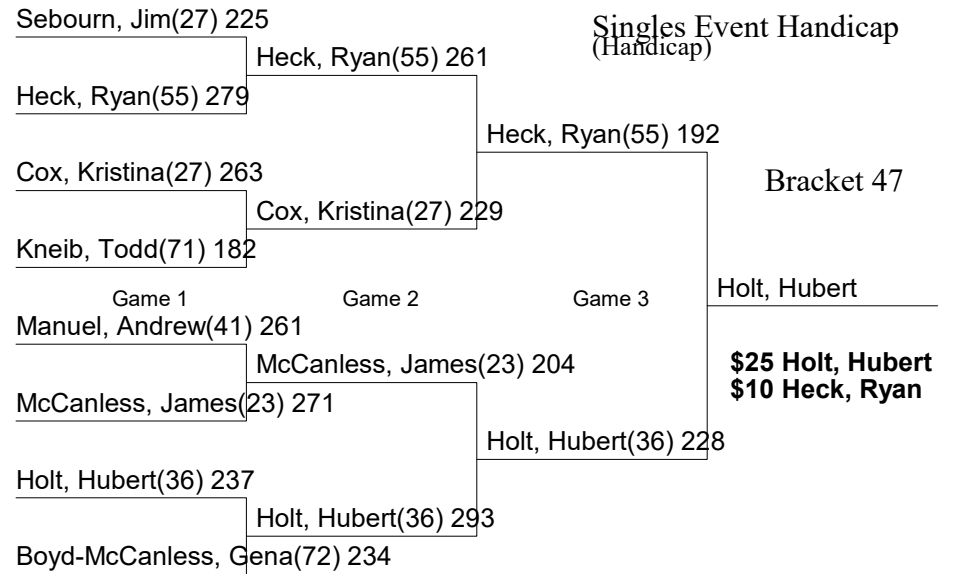 Sebourn, Jim(27) 225
Singles Event Handicap
(Handicap)
Heck, Ryan(55) 261
Heck, Ryan(55) 279
Heck, Ryan(55) 192
Cox, Kristina(27) 263
Bracket 47
Cox, Kristina(27) 229
Kneib, Todd(71) 182
Game 1
Game 2
Game 3
Holt, Hubert
Manuel, Andrew(41) 261
McCanless, James(23) 204
$25 Holt, Hubert
$10 Heck, Ryan
McCanless, James(23) 271
Holt, Hubert(36) 228
Holt, Hubert(36) 237
Holt, Hubert(36) 293
Boyd-McCanless, Gena(72) 234